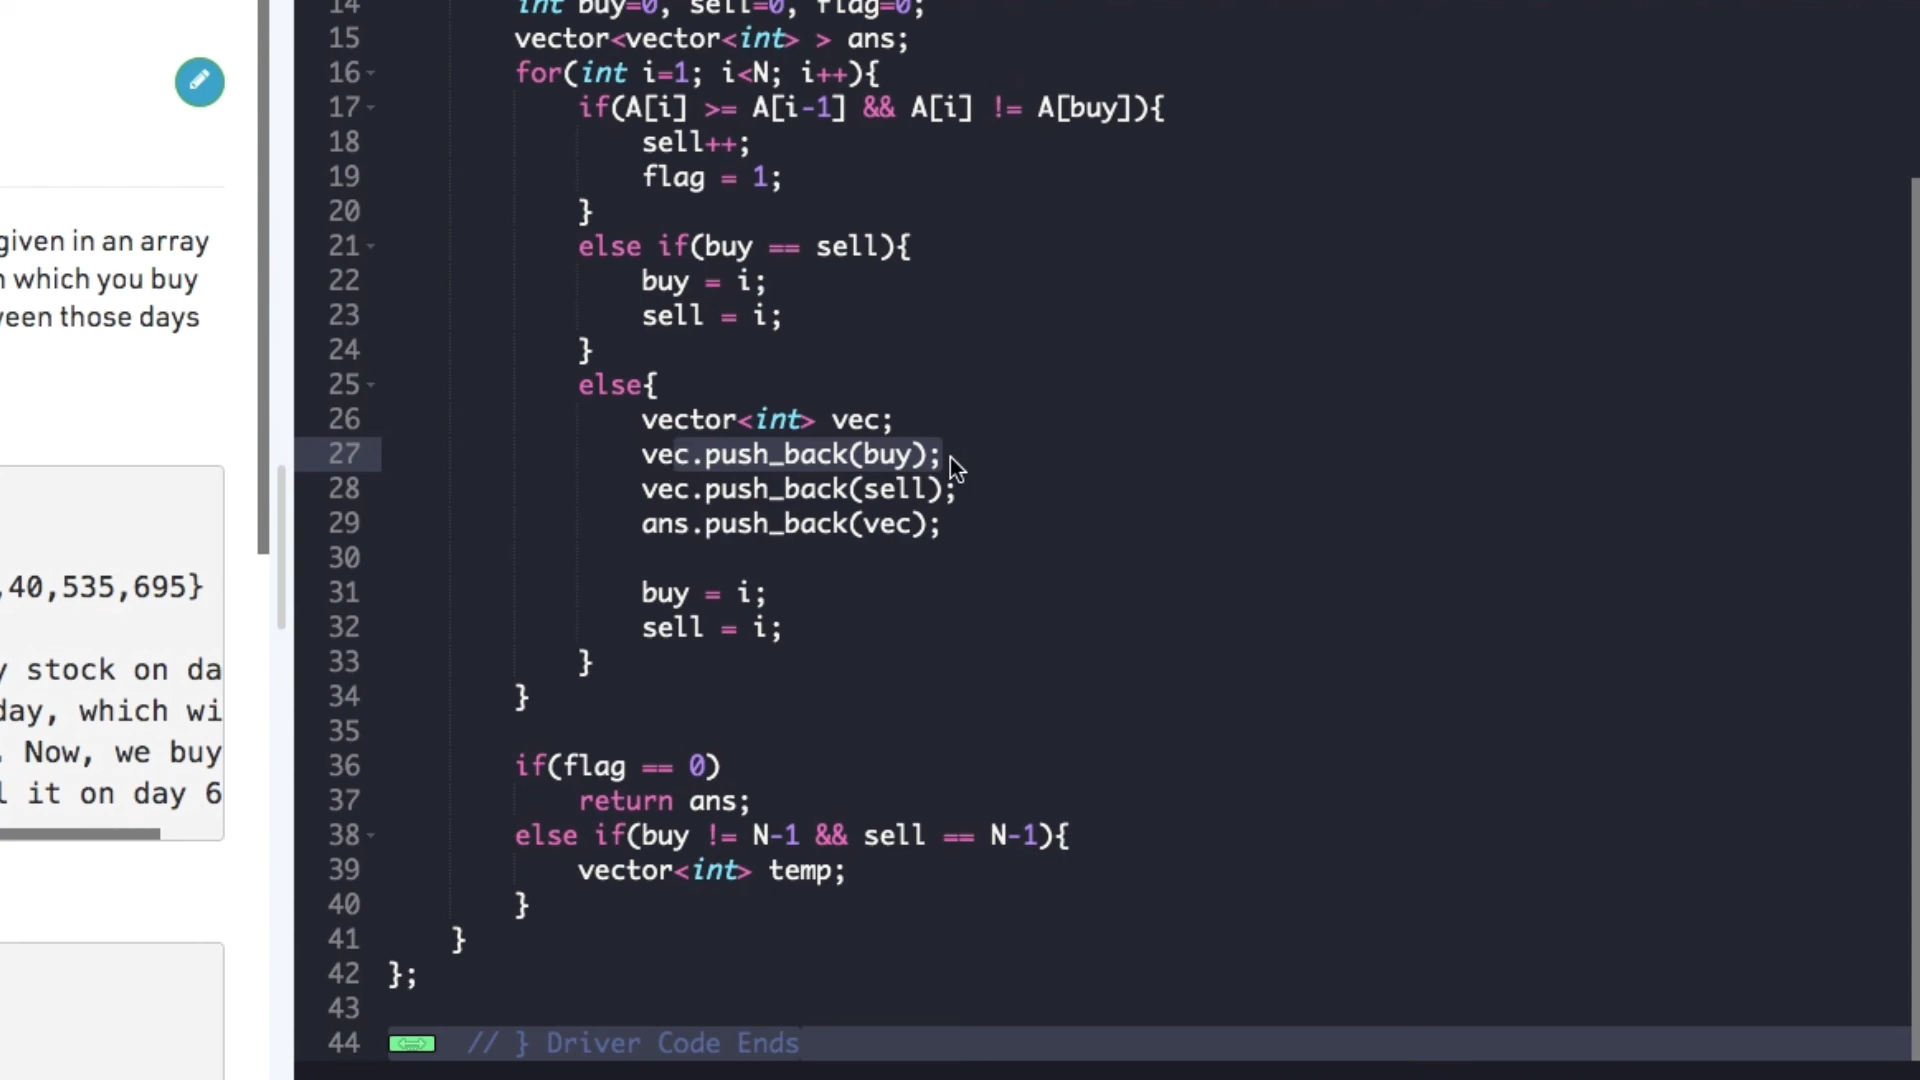 given in an array
which you buy
those days
,40,535,695}
stock on da
day, which wi
. Now, we buy
it on day 6
14 int buy=0, sell=0, flag=0;
15 vector<vector<int> > ans;
16 for(int i=1; i<N; i++){
17 if(A[i] >= A[i-1] && A[i] != A[buy]){
18 sell++;
19 flag = 1;
20 }
21 else if(buy == sell){
22 buy = i;
23 sell = i;
24 }
25 else{
26 vector<int> vec;
27 vec.push_back(buy);
28 vec.push_back(sell);
29 ans.push_back(vec);
30
31 buy = i;
32 sell = i;
33 }
34 }
35
36 if(flag == 0)
37 return ans;
38 else if(buy != N-1 && sell == N-1){
39 vector<int> temp;
40 }
41 }
42 };
43
44 // } Driver Code Ends